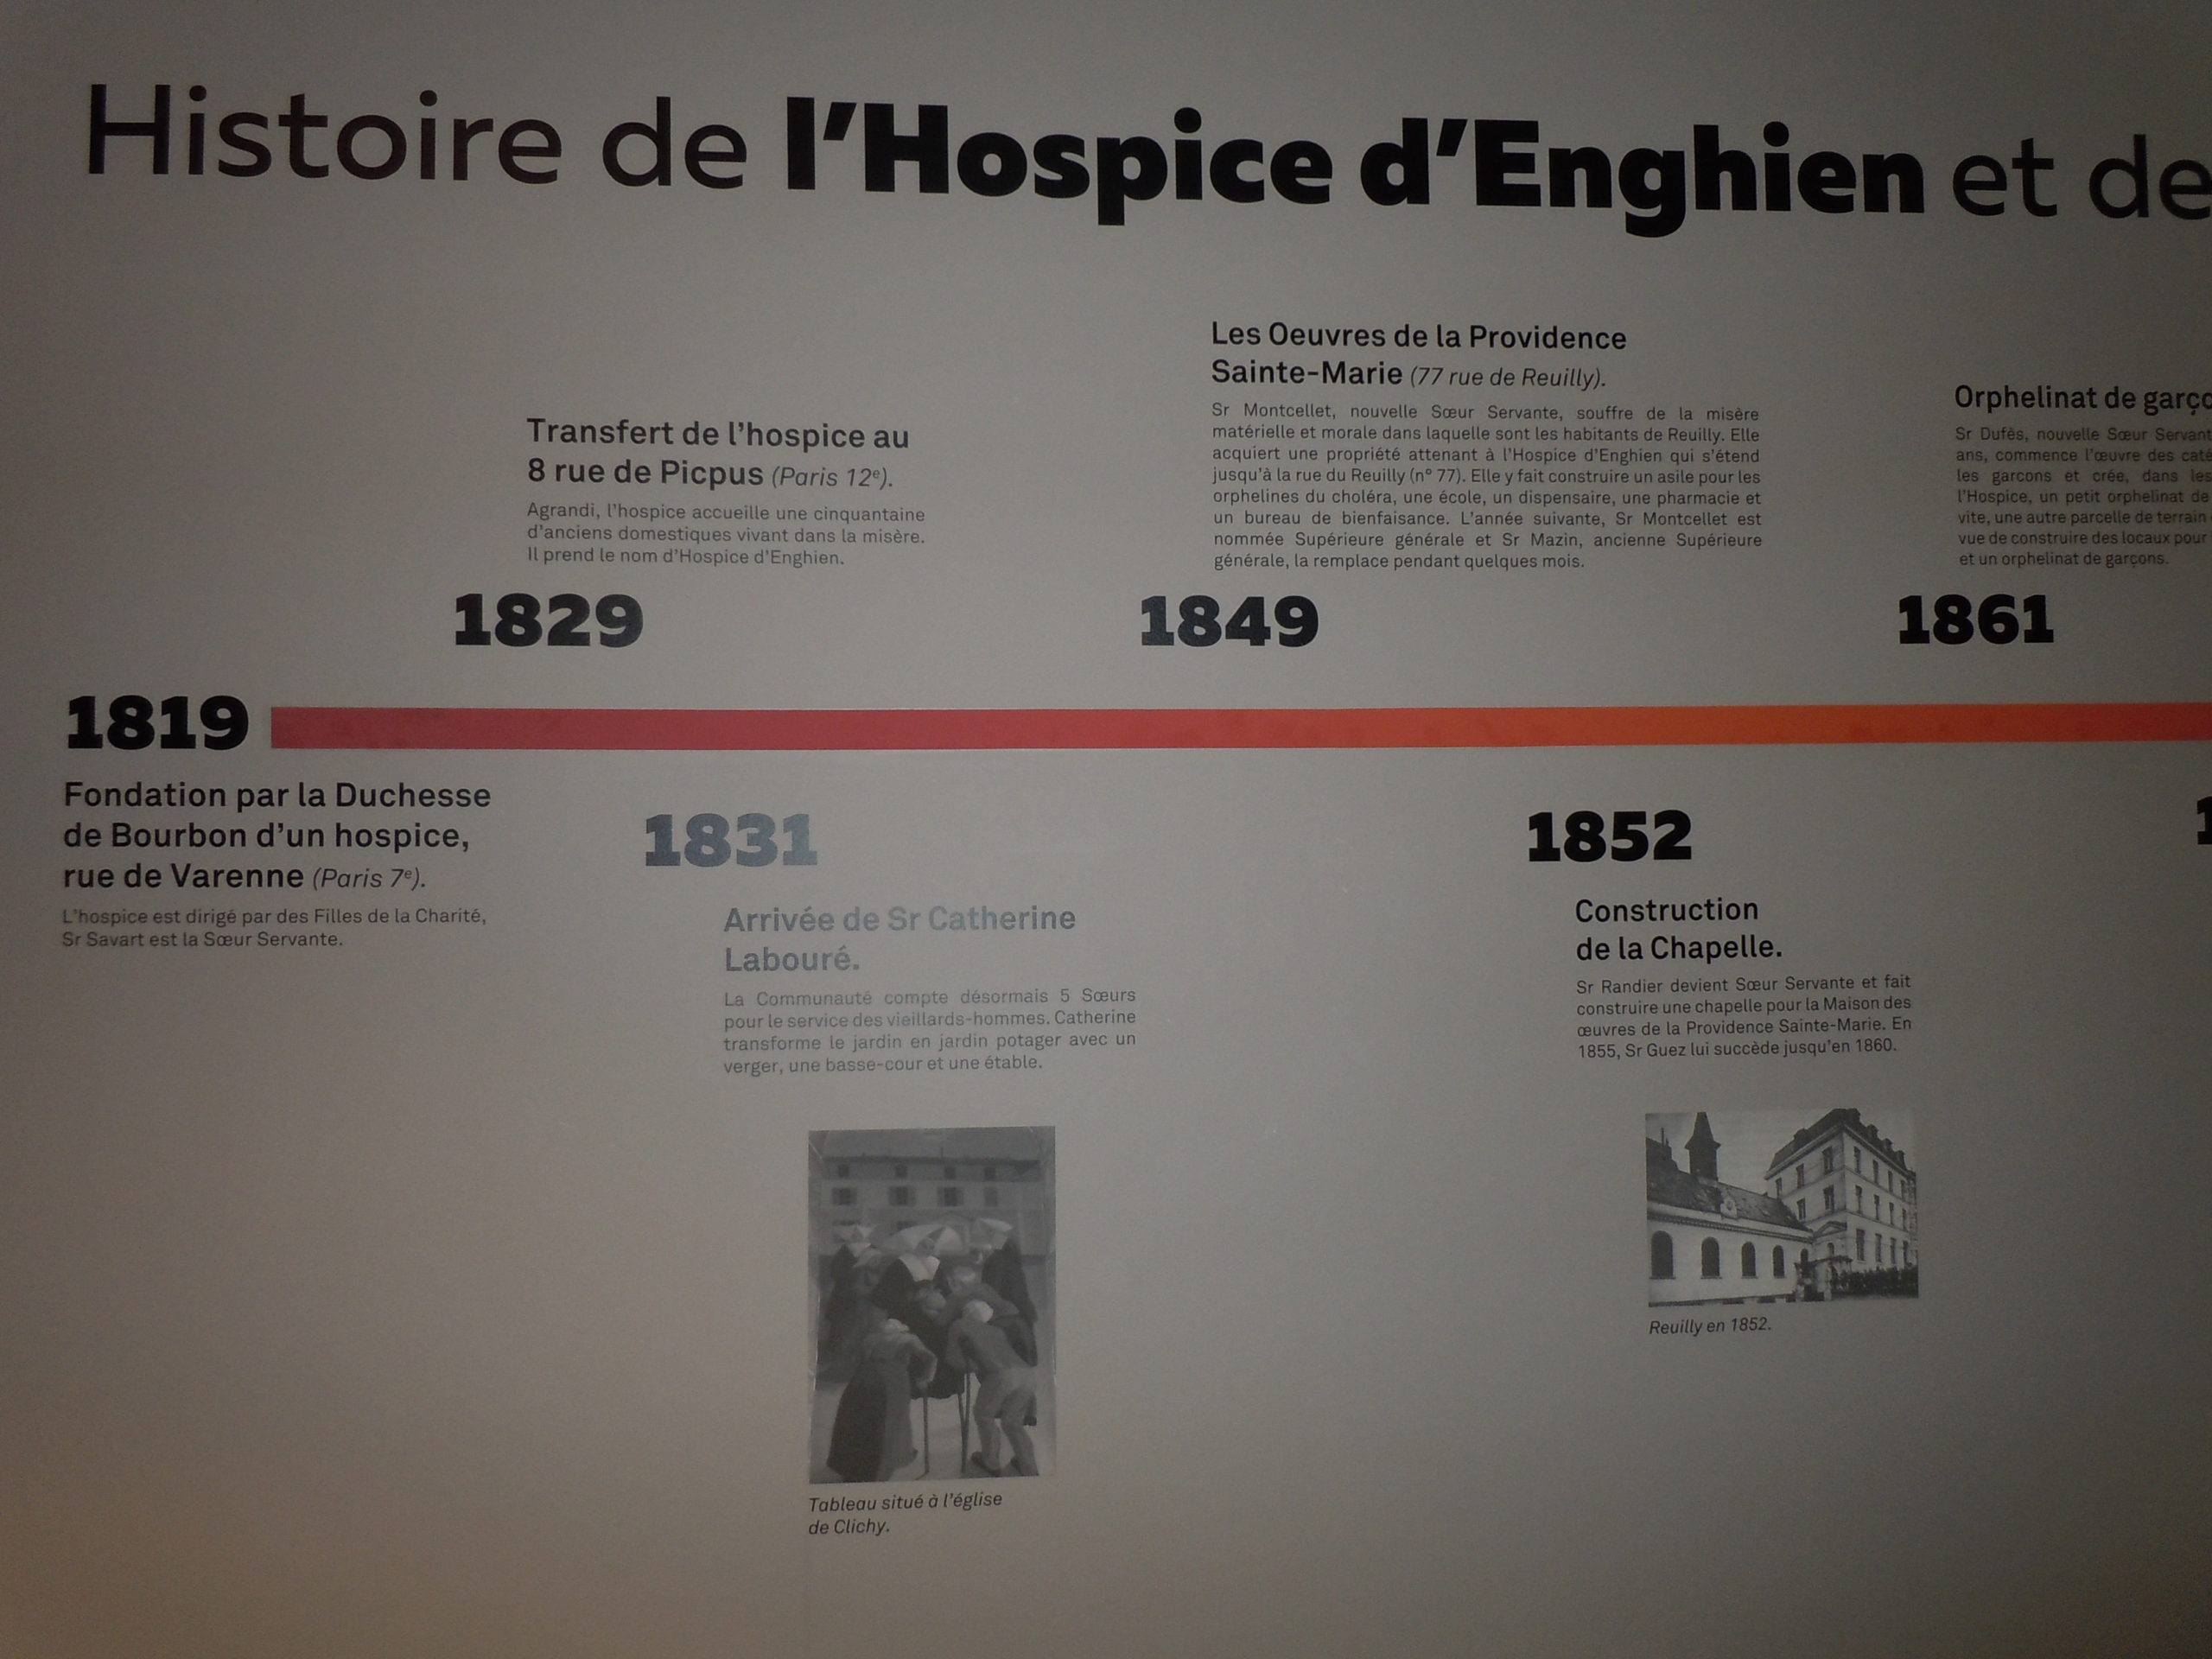 Histoire de l'Hospice d'Enghien et de
Les Oeuvres de la Providence
Sainte-Marie (77 rue de Reuilly).
Sr Montcellet, nouvelle Sœur Servante, souffre de la misère
matérielle et morale dans laquelle sont les habitants de Reuilly. Elle
acquiert une propriété attenant à l'Hospice d'Enghien qui s'étend
jusqu'à la rue du Reuilly (n° 77). Elle y fait construire un asile pour les
orphelines du choléra, une école, un dispensaire, une pharmacie et
un bureau de bienfaisance. L'année suivante, Sr Montcellet est
nommée Supérieure générale et Sr Mazin, ancienne Supérieure
générale, la remplace pendant quelques mois.
1849
Transfert de l'hospice au
8 rue de Picpus (Paris 12e).
Agrandi, l'hospice accueille une cinquantaine
d'anciens domestiques vivant dans la misère.
Il prend le nom d'Hospice d'Enghien.
1829
Orphelinat de garço
Sr Dufès, nouvelle Sœur Servant
ans, commence l'œuvre des caté
les garcons et crée, dans les
l'Hospice, un petit orphelinat de
vite, une autre parcelle de terrain
vue de construire des locaux pour
et un orphelinat de garçons.
1861
1819
Fondation par la Duchesse
de Bourbon d'un hospice,
rue de Varenne (Paris 7e).
L'hospice est dirigé par des Filles de la Charité,
Sr Savart est la Sœur Servante.
1831
Arrivée de Sr Catherine
Labouré.
La Communauté compte désormais 5 Sœurs
pour le service des vieillards-hommes. Catherine
transforme le jardin en jardin potager avec un
verger, une basse-cour et une étable.
Tableau situé à l'église
de Clichy.
1852
Construction
de la Chapelle.
Sr Randier devient Sœur Servante et fait
construire une chapelle pour la Maison des
œuvres de la Providence Sainte-Marie. En
1855, Sr Guez lui succède jusqu'en 1860.
Reuilly en 1852.
1